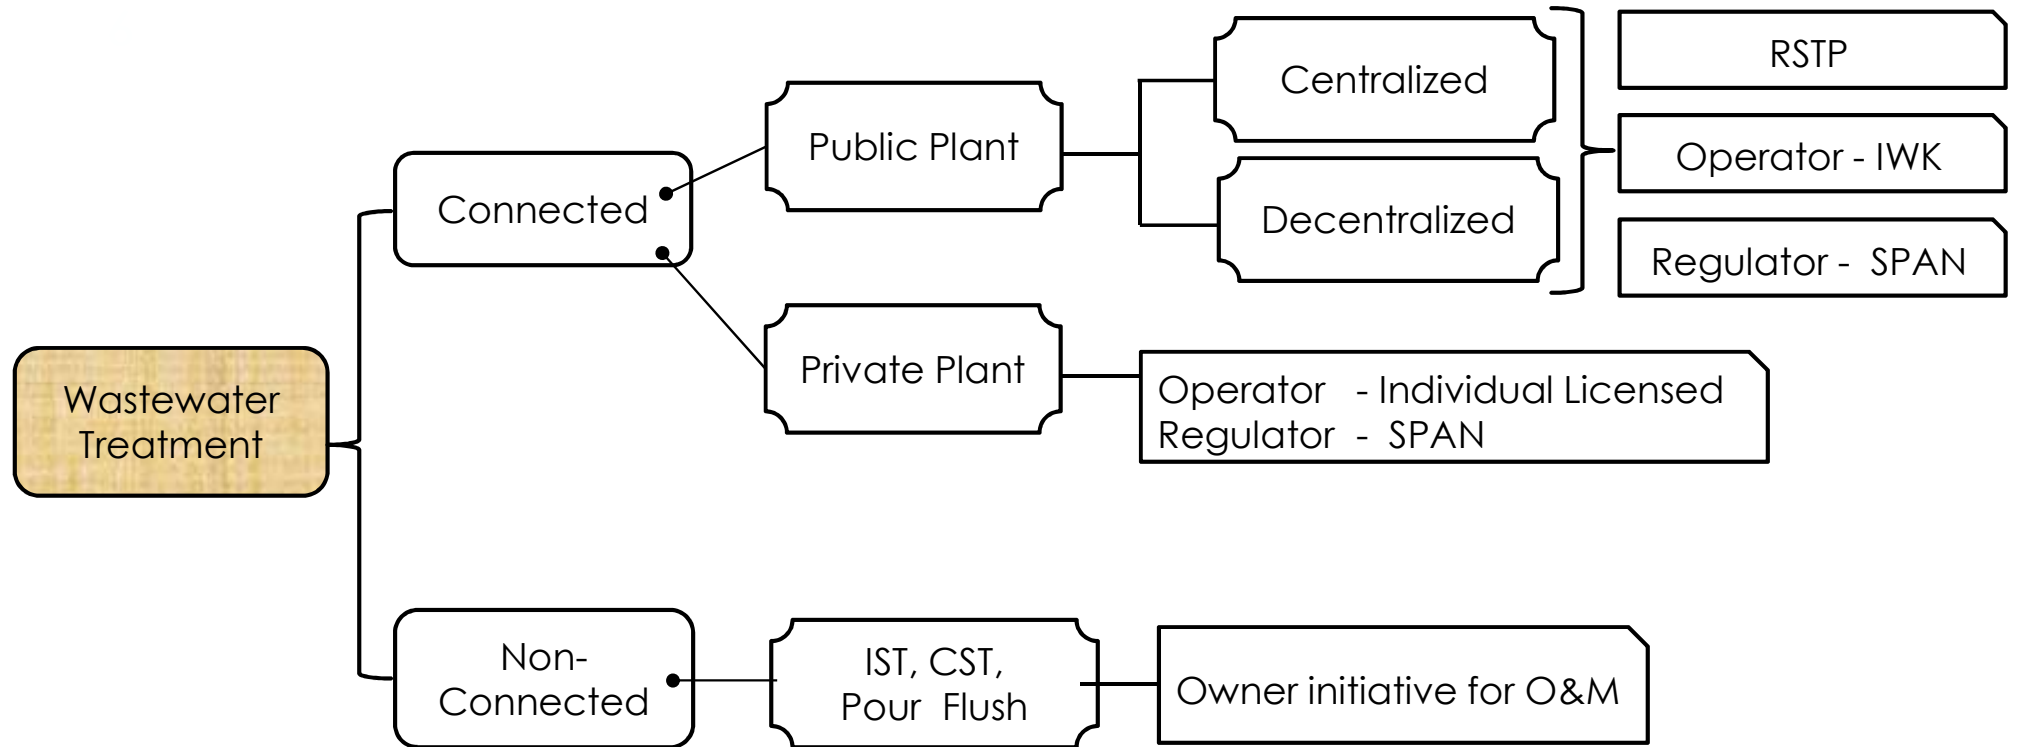 Wastewater
Treatment
Connected
Public Plant
Centralized
Decentralized
RSTP
Operator - IWK
Regulator - SPAN
Private Plant
Operator - Individual Licensed
Regulator - SPAN
Non-
Connected
IST, CST,
Pour Flush
Owner initiative for O&M